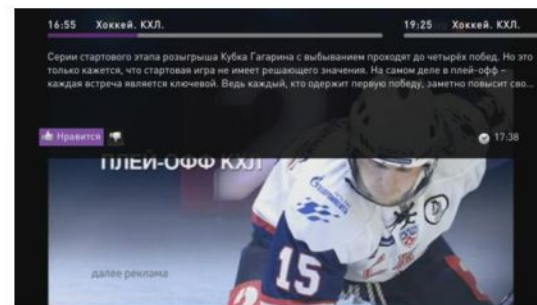 16:55 Хоккей. КХЛ.
19:25 Хоккей. КХЛ.
Серии стартового этапа розыгрыша Кубка Гагарина с выбыванием проходят до четырёх побед. Но это
только кажется, что стартовая игра не имеет решающего значения. На самом деле в плей-офф –
каждая встреча является ключевой. Ведь каждый, кто одержит первую победу, заметно повысит сво...
Нравится
17:38
ПЛЕЙ-ОФФ КХЛ
15
далее реклама